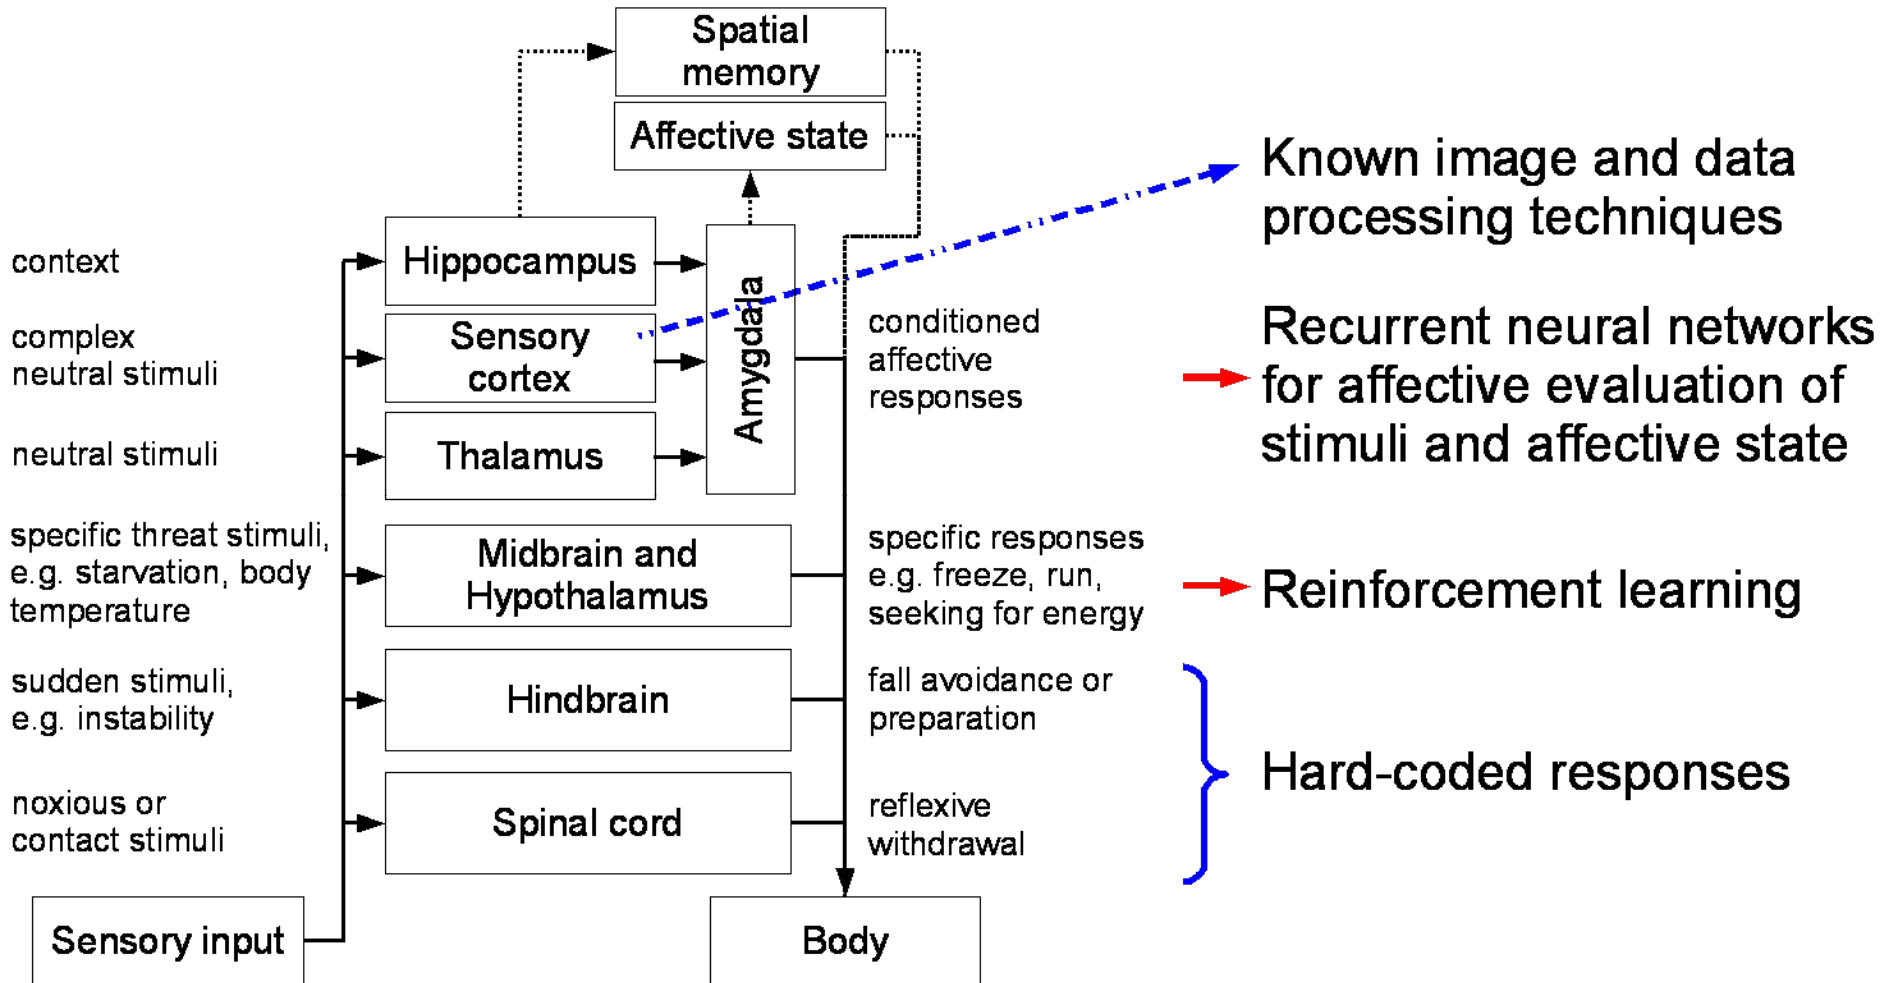 Spatial
memory
Affective state
Known image and data
processing techniques
context
Hippocampus
complex
neutral stimuli
Sensory
cortex
Amygdala
conditioned
affective
responses
Recurrent neural networks
for affective evaluation of
stimuli and affective state
neutral stimuli
Thalamus
specific threat stimuli,
e.g. starvation, body
temperature
Midbrain and
Hypothalamus
specific responses
e.g. freeze, run,
seeking for energy
Reinforcement learning
sudden stimuli,
e.g. instability
Hindbrain
fall avoidance or
preparation
Hard-coded responses
noxious or
contact stimuli
Spinal cord
reflexive
withdrawal
Sensory input
Body